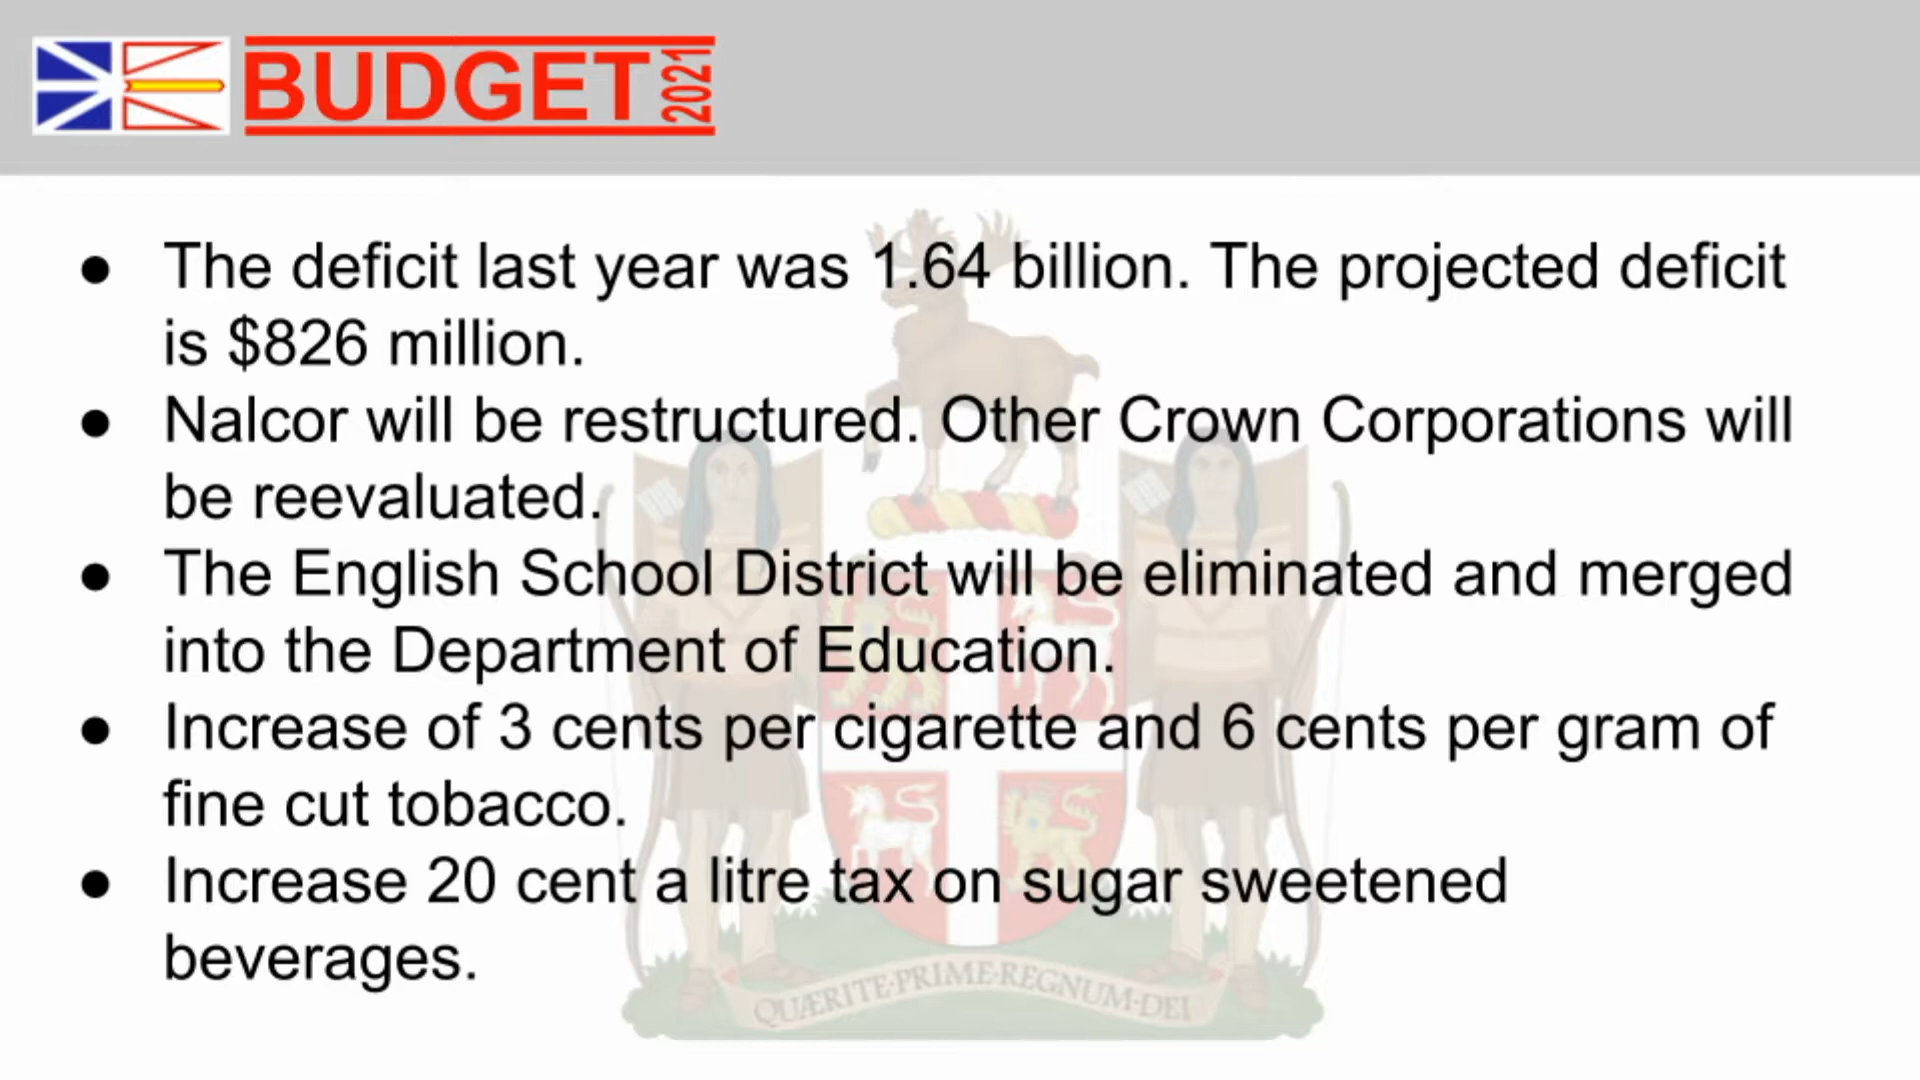 BUDGET 2021
● The deficit last year was 1.64 billion. The projected deficit
is $826 million.
● Nalcor will be restructured. Other Crown Corporations will
be reevaluated.
● The English School District will be eliminated and merged
into the Department of Education.
● Increase of 3 cents per cigarette and 6 cents per gram of
fine cut tobacco.
● Increase 20 cent a litre tax on sugar sweetened
beverages.
QUÆRITE·PRIME·REGNUM·DEI